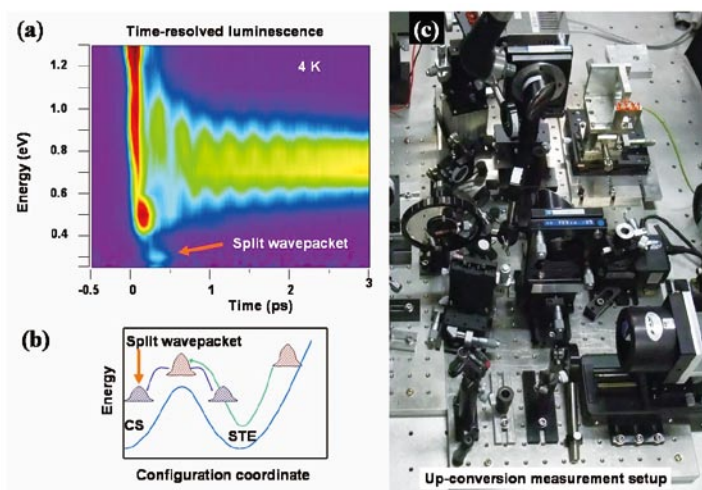 (a)
Time-resolved luminescence
4 K
Energy (eV)
1.2
1.0
0.8
0.6
0.4
Split wavepacket
-0.5
0
0.5
1
1.5
2
2.5
3
Time (ps)
(b)
Split wavepacket
Energy
CS
STE
Configuration coordinate
(c)
Up-conversion measurement setup